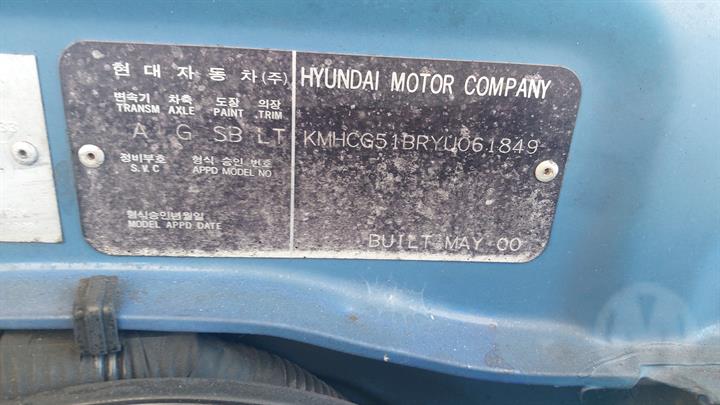 현대자동차(주) HYUNDAI MOTOR COMPANY
변속기 차축 도장 의장
TRANSM AXLE PAINT TRIM
A G SB LT KMHCG51BRYU061849
정비부호 형식 승인 번호
S.V.C APPD MODEL NO
형식승인년월일
MODEL APPD DATE
BUILT MAY 00